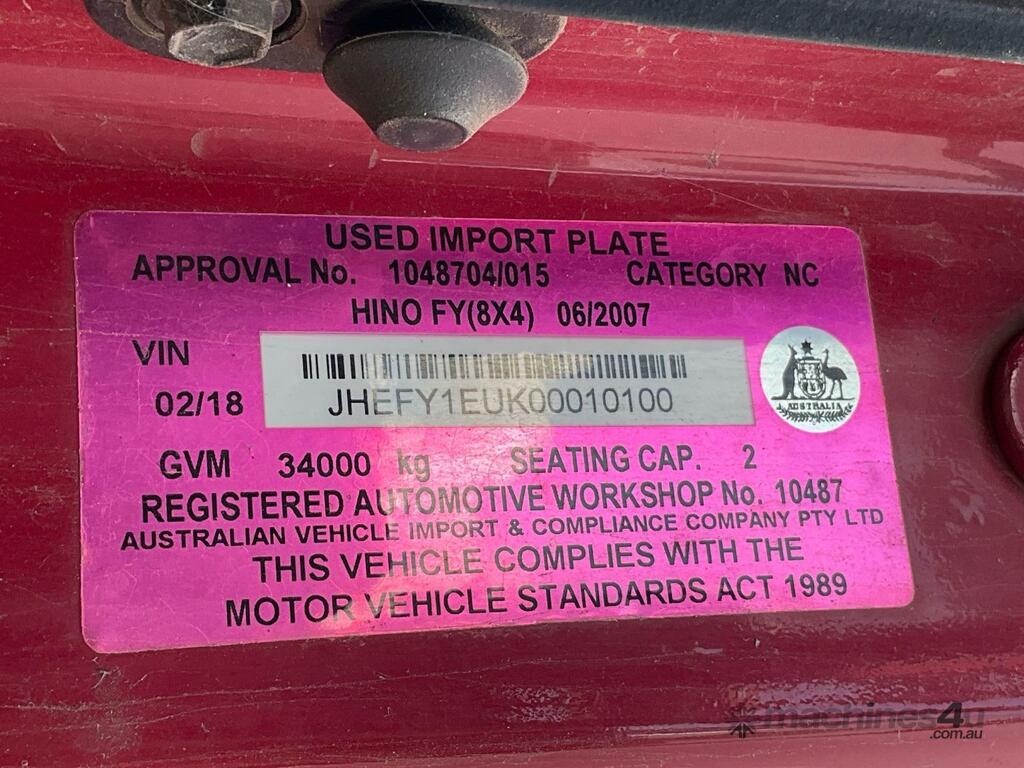 USED IMPORT PLATE
APPROVAL No. 1048704/015 CATEGORY NC
HINO FY(8X4) 06/2007
VIN
02/18 JHEFY1EUK00010100
AUSTRALIA
GVM 34000 kg SEATING CAP. 2
REGISTERED AUTOMOTIVE WORKSHOP No. 10487
AUSTRALIAN VEHICLE IMPORT & COMPLIANCE COMPANY PTY LTD
THIS VEHICLE COMPLIES WITH THE
MOTOR VEHICLE STANDARDS ACT 1989
machines4u
.com.au